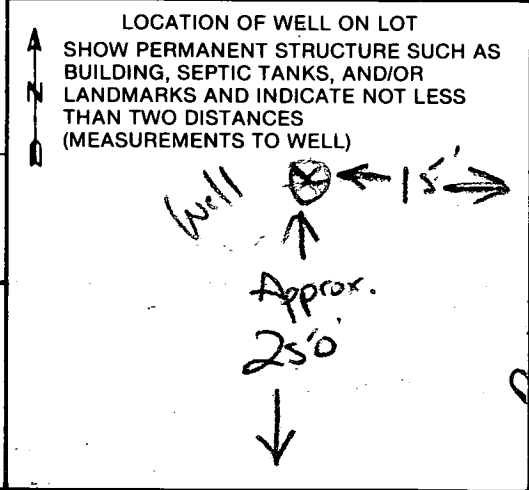 LOCATION OF WELL ON LOT
SHOW PERMANENT STRUCTURE SUCH AS
BUILDING, SEPTIC TANKS, AND/OR
N LANDMARKS AND INDICATE NOT LESS
THAN TWO DISTANCES
(MEASUREMENTS TO WELL)
Well
15'
Approx.
250'